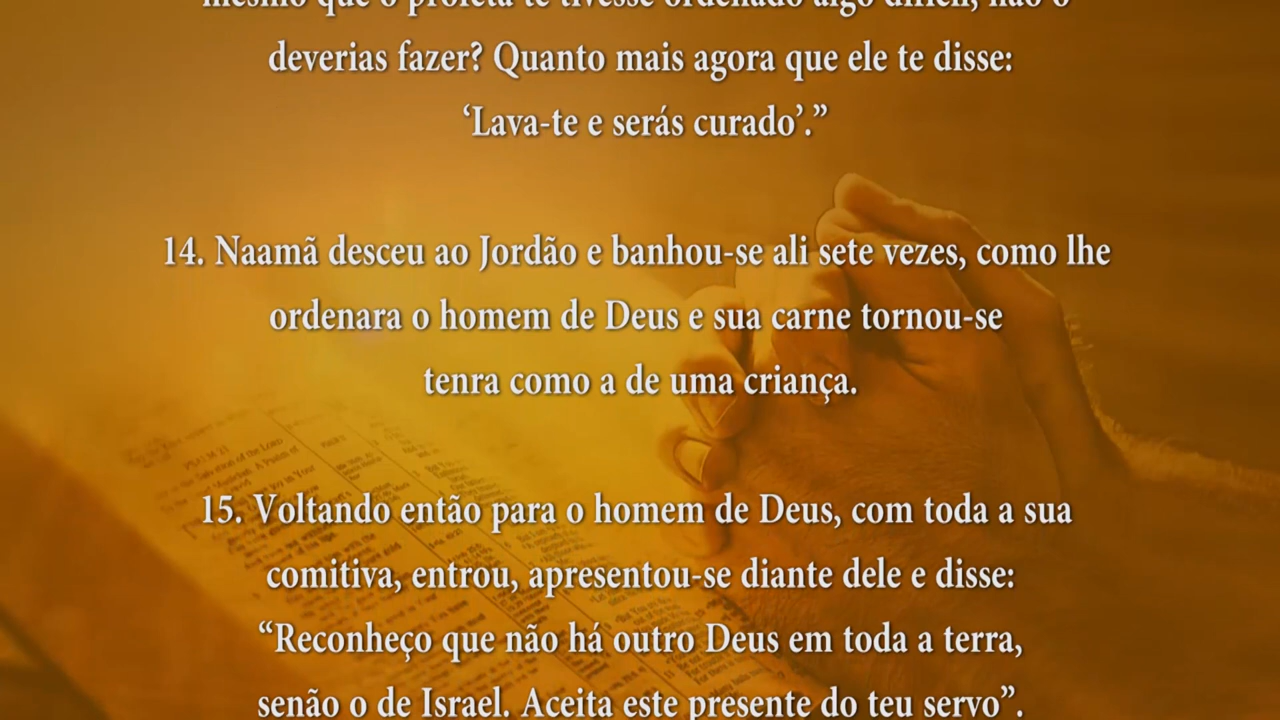 mesmo que o profeta te tivesse ordenado algo difícil, não o
deverias fazer? Quanto mais agora que ele te disse:
‘Lava-te e serás curado’.”
14. Naamã desceu ao Jordão e banhou-se ali sete vezes, como lhe
ordenara o homem de Deus e sua carne tornou-se
tenra como a de uma criança.
15. Voltando então para o homem de Deus, com toda a sua
comitiva, entrou, apresentou-se diante dele e disse:
“Reconheço que não há outro Deus em toda a terra,
senão o de Israel. Aceita este presente do teu servo”.